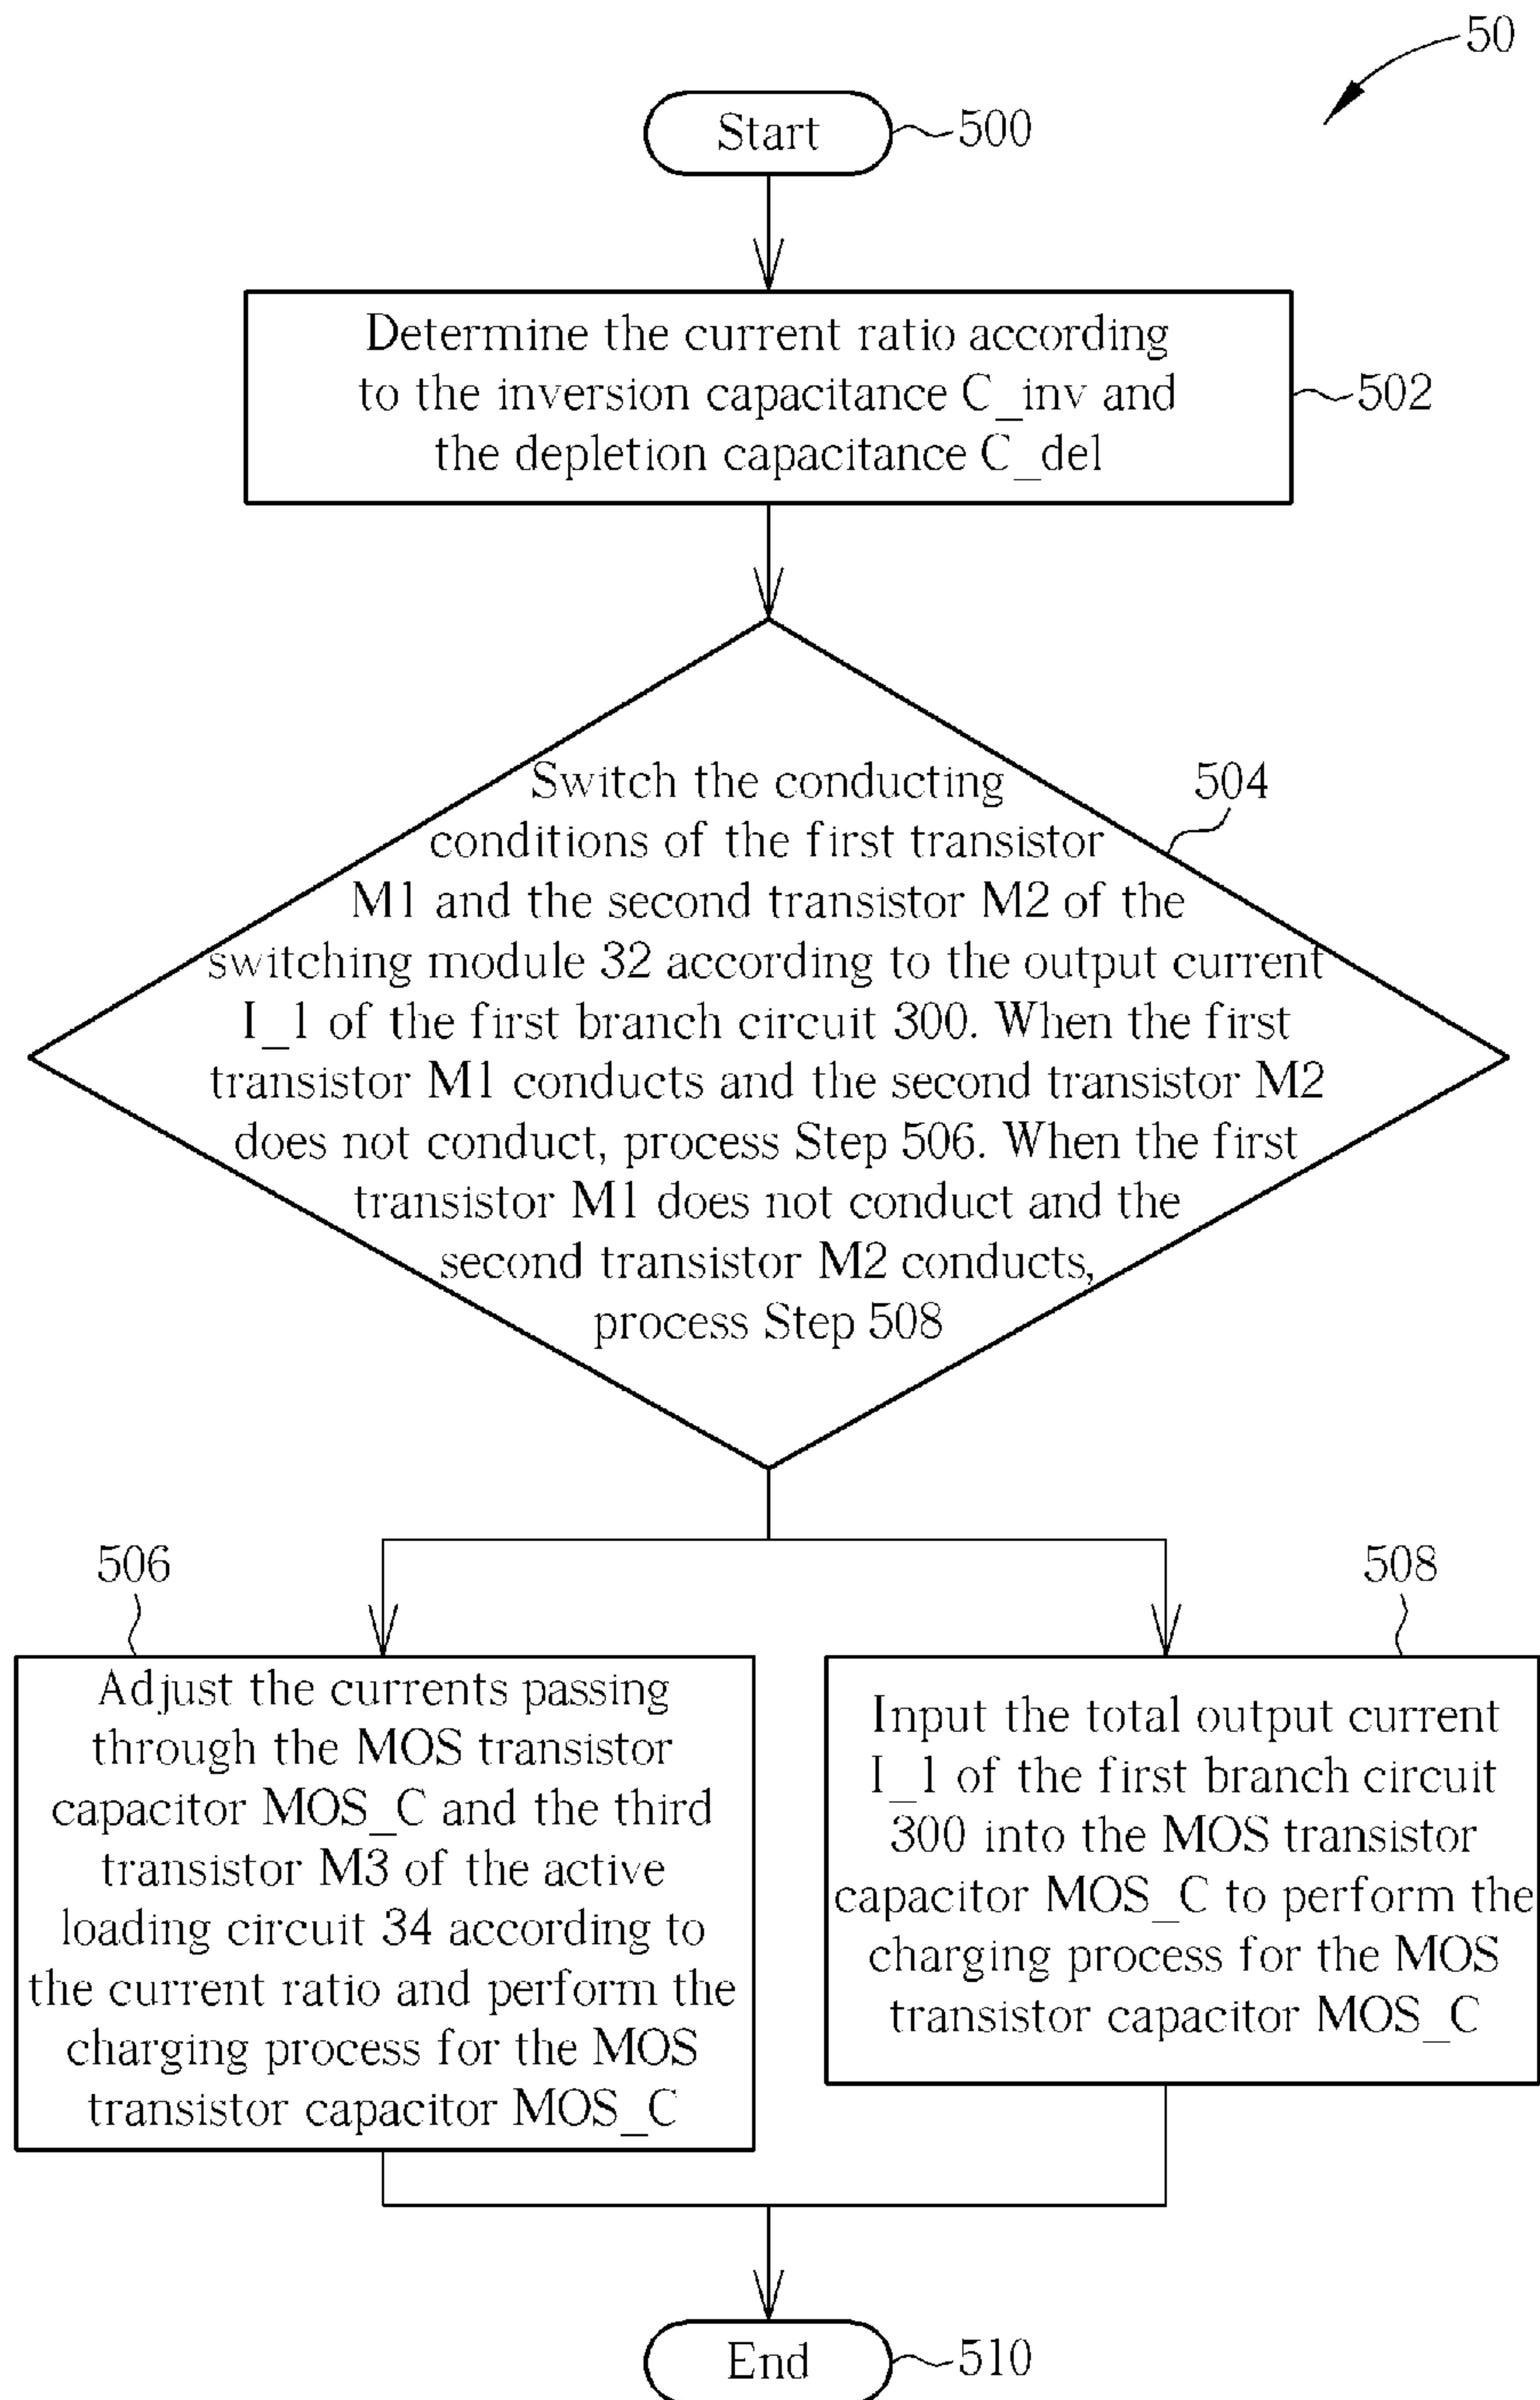 50
Start
500
Determine the current ratio according
to the inversion capacitance C_inv and
the depletion capacitance C_del
502
504
Switch the conducting
conditions of the first transistor
M1 and the second transistor M2 of the
switching module 32 according to the output current
I_1 of the first branch circuit 300. When the first
transistor M1 conducts and the second transistor M2
does not conduct, process Step 506. When the first
transistor M1 does not conduct and the
second transistor M2 conducts,
process Step 508
506
Adjust the currents passing
through the MOS transistor
capacitor MOS_C and the third
transistor M3 of the active
loading circuit 34 according to
the current ratio and perform the
charging process for the MOS
transistor capacitor MOS_C
508
Input the total output current
I_1 of the first branch circuit
300 into the MOS transistor
capacitor MOS_C to perform the
charging process for the MOS
transistor capacitor MOS_C
End
510